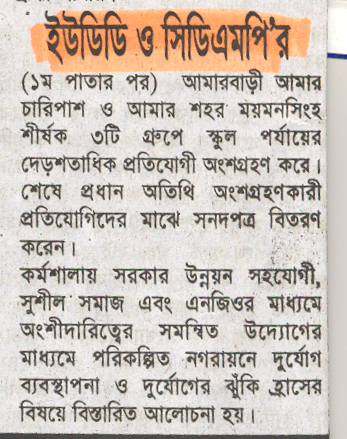 ইউডিডি ও সিডিএমপি'র
(১ম পাতার পর) আমারবাড়ী আমার
চারিপাশ ও আমার শহর ময়মনসিংহ
শীর্ষক ৩টি গ্রুপে স্কুল পর্যায়ের
দেড়শতাধিক প্রতিযোগী অংশগ্রহণ করে।
শেষে প্রধান অতিথি অংশগ্রহণকারী
প্রতিযোগিদের মাঝে সনদপত্র বিতরণ
করেন।
কর্মশালায় সরকার উন্নয়ন সহযোগী,
সুশীল সমাজ এবং এনজিওর মাধ্যমে
অংশীদারিত্বের সমন্বিত উদ্যোগের
মাধ্যমে পরিকল্পিত নগরায়নে দুর্যোগ
ব্যবস্থাপনা ও দুর্যোগের ঝুঁকি হ্রাসের
বিষয়ে বিস্তারিত আলোচনা হয়।